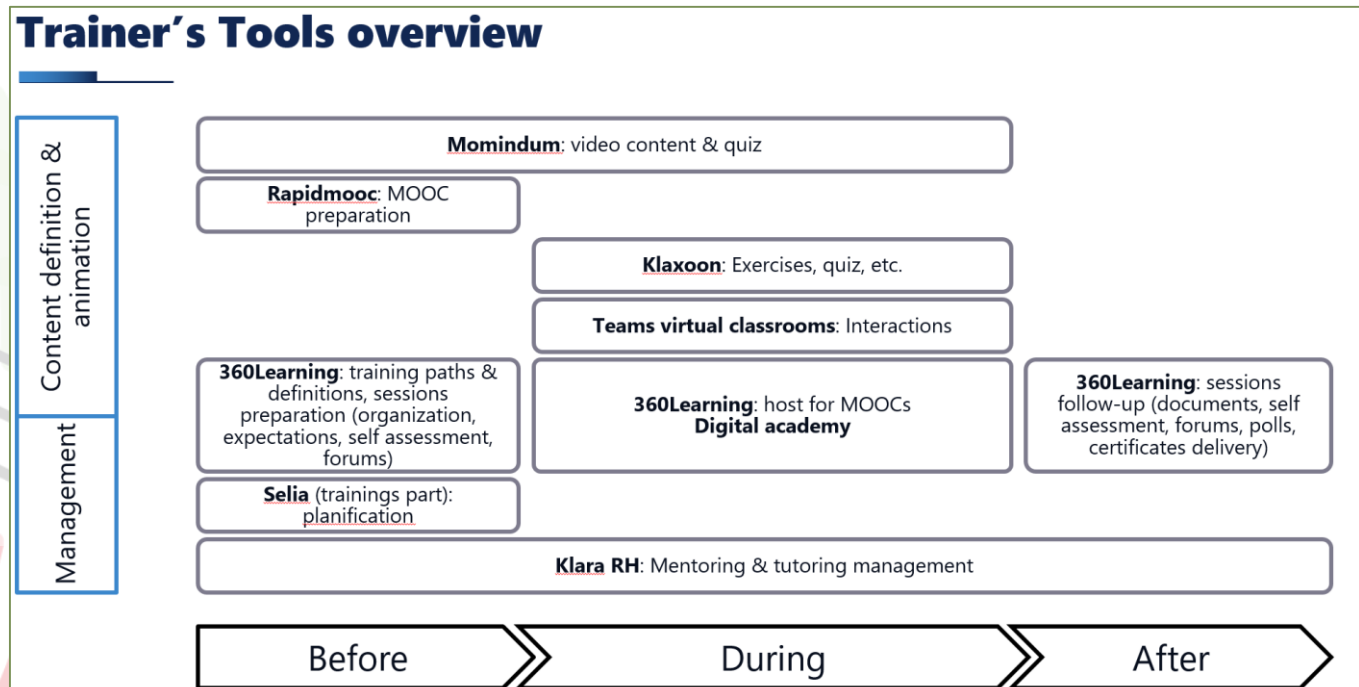 Trainer’s Tools overview
Content definition &
animation
Management
Momindum: video content & quiz
Rapidmooc: MOOC
preparation
Klaxoon: Exercises, quiz, etc.
Teams virtual classrooms: Interactions
360Learning: training paths &
definitions, sessions
preparation (organization,
expectations, self assessment,
forums)
360Learning: host for MOOCs
Digital academy
360Learning: sessions
follow-up (documents, self
assessment, forums, polls,
certificates delivery)
Selia (trainings part):
planification
Klara RH: Mentoring & tutoring management
Before
During
After